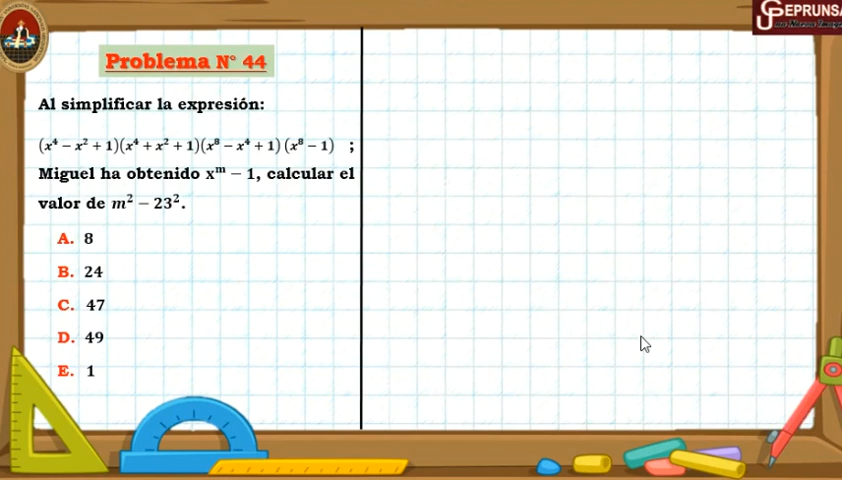 GEPRUNSA
Problema N° 44
Al simplificar la expresión:
(x⁴ − x² + 1)(x⁴ + x² + 1)(x⁸ − x⁴ + 1) (x⁸ − 1) ;
Miguel ha obtenido xᵐ − 1, calcular el
valor de m² − 23².
A. 8
B. 24
C. 47
D. 49
E. 1